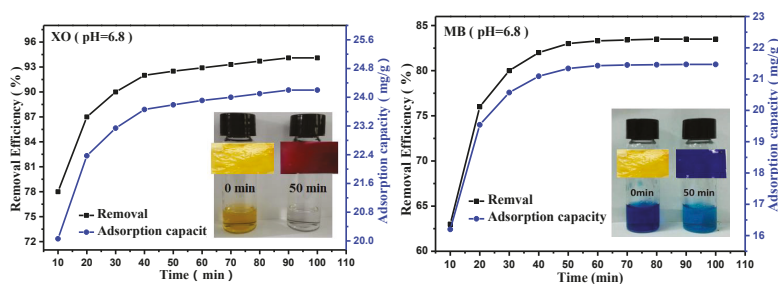 XO ( pH=6.8)
Removal Efficiency ( % )
96
93
90
87
84
81
78
75
72
25.6
24.8
24.0
23.2
22.4
21.6
20.8
20.0
Adsorption capacity ( mg/g )
0 min
50 min
Removal
Adsorption capacit
10 20 30 40 50 60 70 80 90 100 110
Time ( min)
MB ( pH=6.8)
Removal Efficiency ( % )
85
80
75
70
65
60
23
22
21
20
19
18
17
16
15
Adsorption capacity ( mg/g )
0min
50 min
Remval
Adsorption capacity
10 20 30 40 50 60 70 80 90 100 110
Time (min)